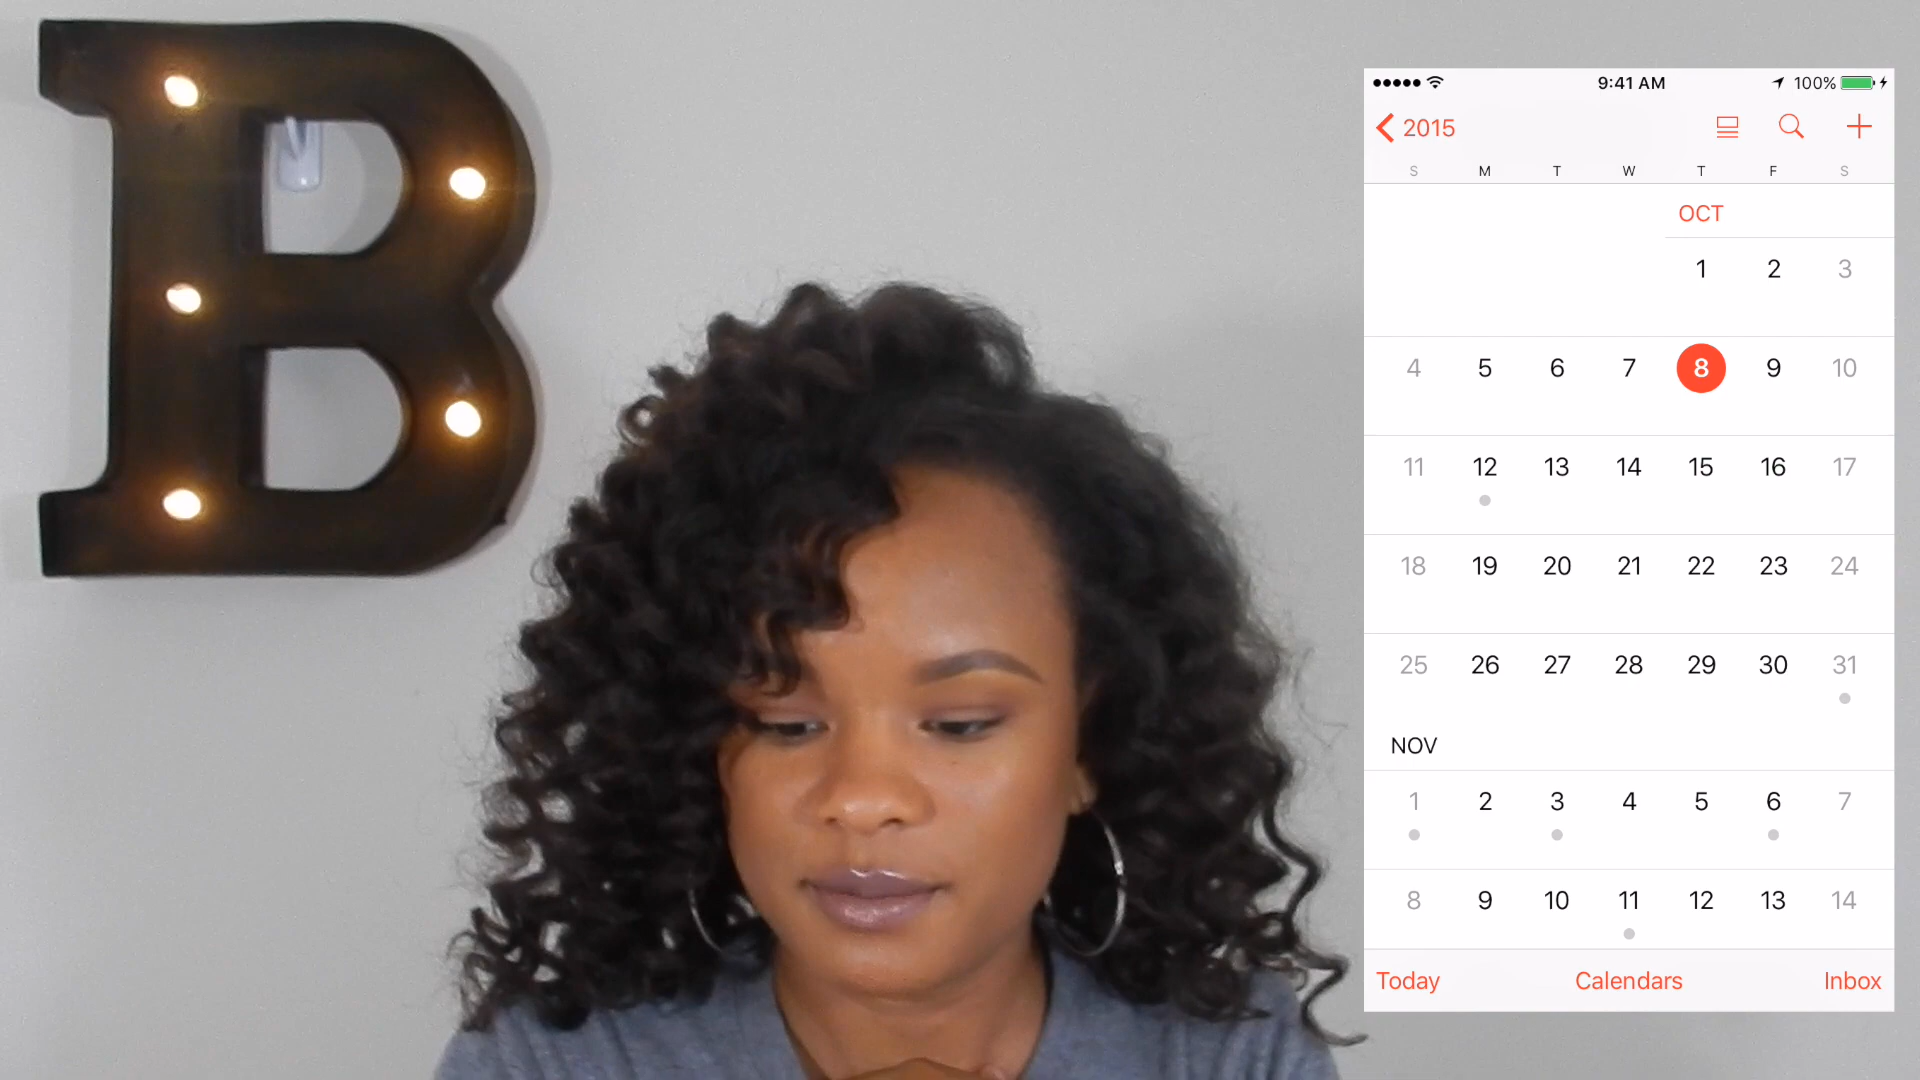 B
9:41 AM 100%
2015
S M T W T F S
OCT
1 2 3
4 5 6 7 8 9 10
11 12 13 14 15 16 17
18 19 20 21 22 23 24
25 26 27 28 29 30 31
NOV
1 2 3 4 5 6 7
8 9 10 11 12 13 14
Today Calendars Inbox